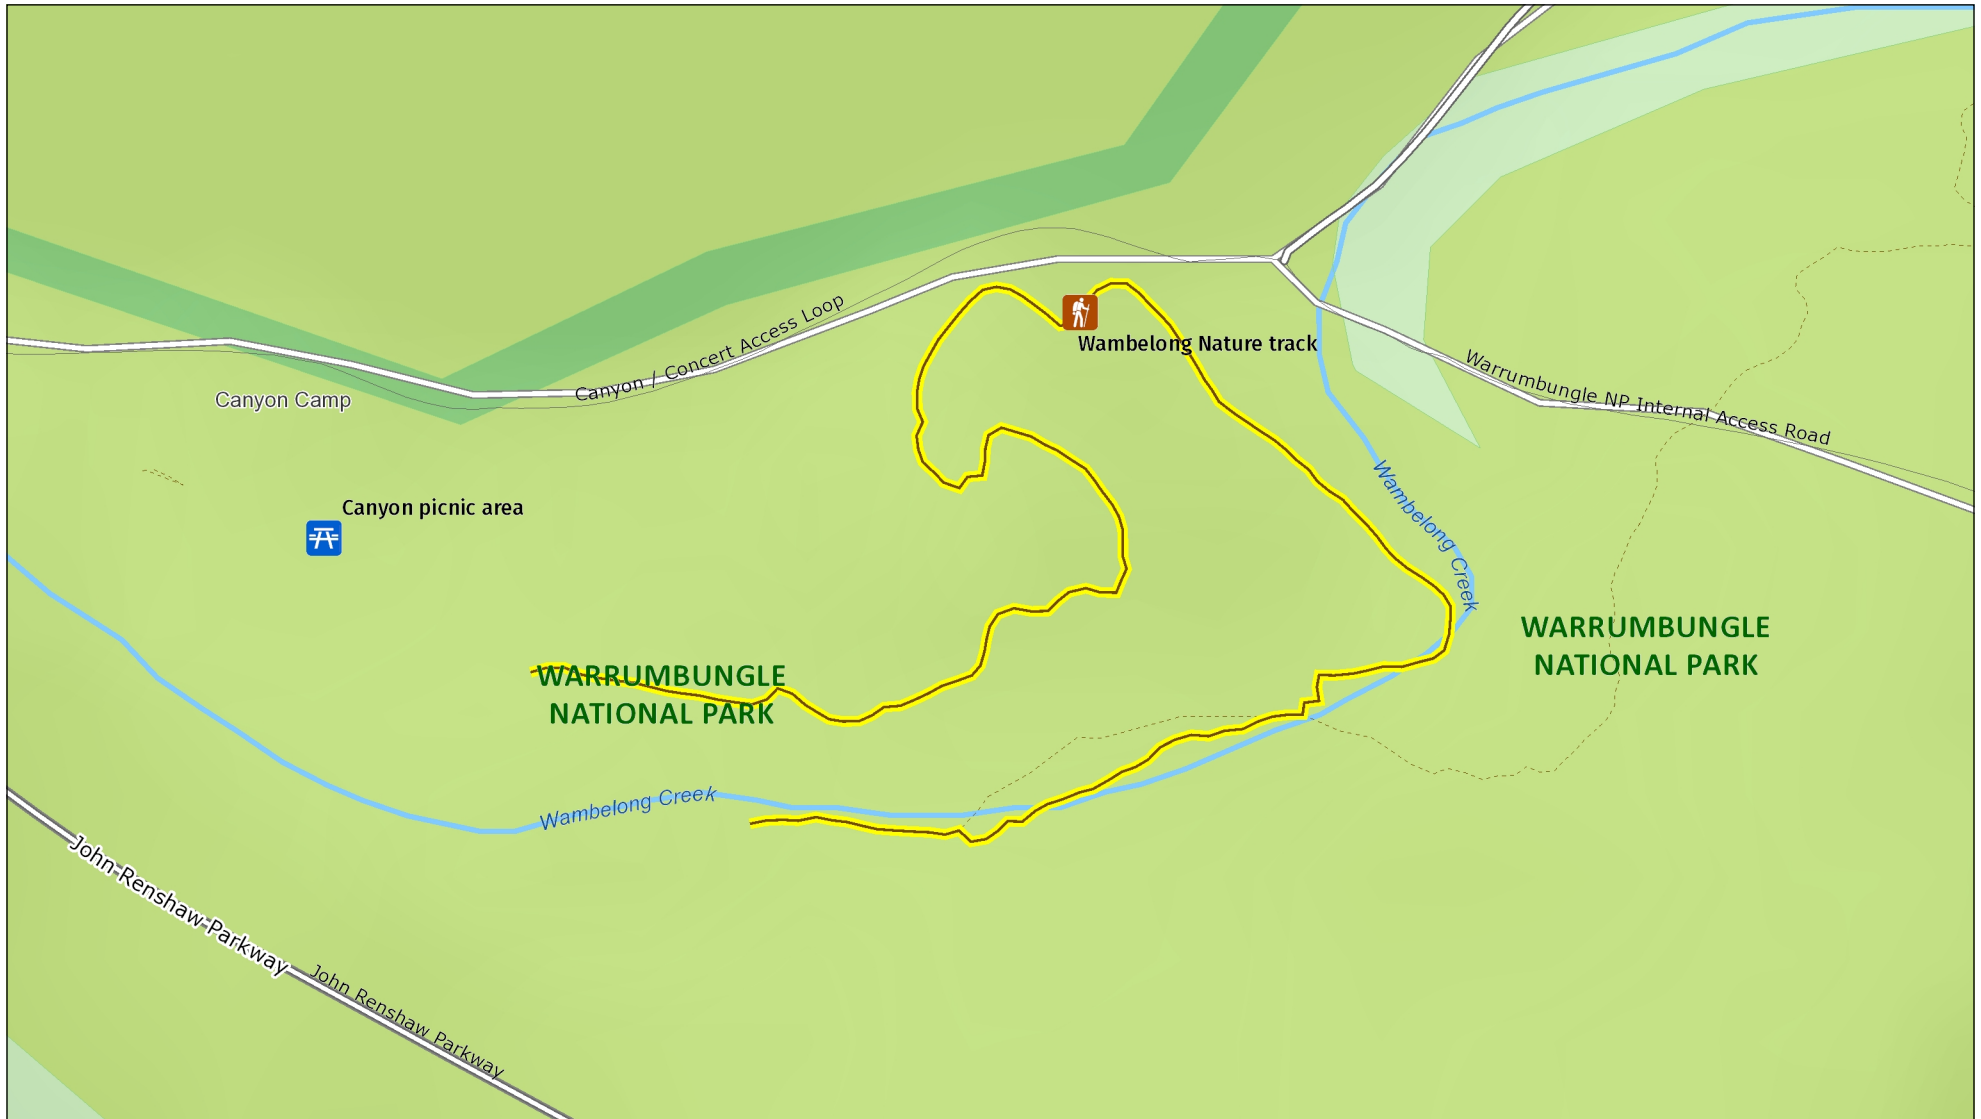 Canyon / Concert Access Loop
Wambelong Nature track
Warrumbungle NP Internal Access Road
Canyon Camp
Canyon picnic area
Wambelong Creek
WARRUMBUNGLE
NATIONAL PARK
WARRUMBUNGLE
NATIONAL PARK
Wambelong Creek
John Renshaw Parkway
John Renshaw Parkway